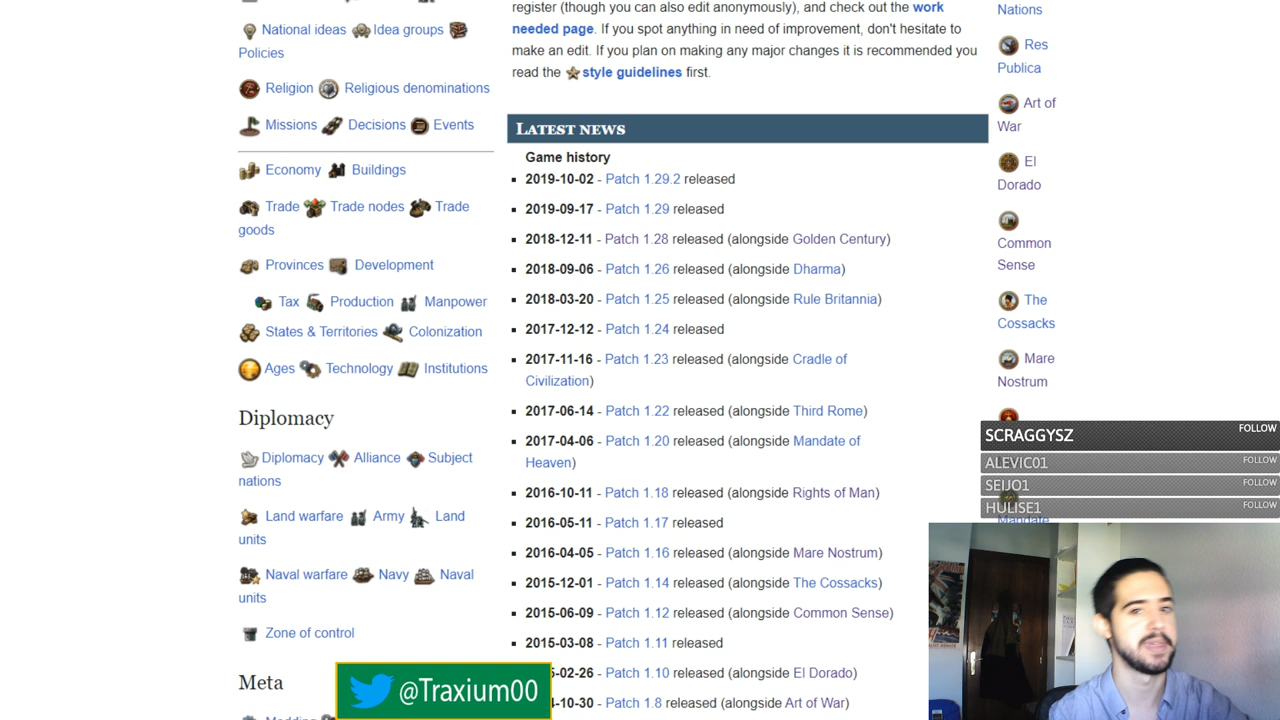 National ideas Idea groups
Policies
Religion Religious denominations
Missions Decisions Events
Economy Buildings
Trade Trade nodes Trade
goods
Provinces Development
Tax Production Manpower
States & Territories Colonization
Ages Technology Institutions
Diplomacy
Diplomacy Alliance Subject
nations
Land warfare Army Land
units
Naval warfare Navy Naval
units
Zone of control
Meta
register (though you can also edit anonymously), and check out the work
needed page. If you spot anything in need of improvement, don't hesitate to
make an edit. If you plan on making any major changes it is recommended you
read the style guidelines first.
LATEST NEWS
Game history
2019-10-02 - Patch 1.29.2 released
2019-09-17 - Patch 1.29 released
2018-12-11 - Patch 1.28 released (alongside Golden Century)
2018-09-06 - Patch 1.26 released (alongside Dharma)
2018-03-20 - Patch 1.25 released (alongside Rule Britannia)
2017-12-12 - Patch 1.24 released
2017-11-16 - Patch 1.23 released (alongside Cradle of
Civilization)
2017-06-14 - Patch 1.22 released (alongside Third Rome)
2017-04-06 - Patch 1.20 released (alongside Mandate of
Heaven)
2016-10-11 - Patch 1.18 released (alongside Rights of Man)
2016-05-11 - Patch 1.17 released
2016-04-05 - Patch 1.16 released (alongside Mare Nostrum)
2015-12-01 - Patch 1.14 released (alongside The Cossacks)
2015-06-09 - Patch 1.12 released (alongside Common Sense)
2015-03-08 - Patch 1.11 released
5-02-26 - Patch 1.10 released (alongside El Dorado)
4-10-30 - Patch 1.8 released (alongside Art of War)
Nations
Res
Publica
Art of
War
El
Dorado
Common
Sense
The
Cossacks
Mare
Nostrum
SCRAGGYSZ FOLLOW
ALEVIC01 FOLLOW
SEIJO1 FOLLOW
HULISE1 FOLLOW
Mandate
@Traxium00